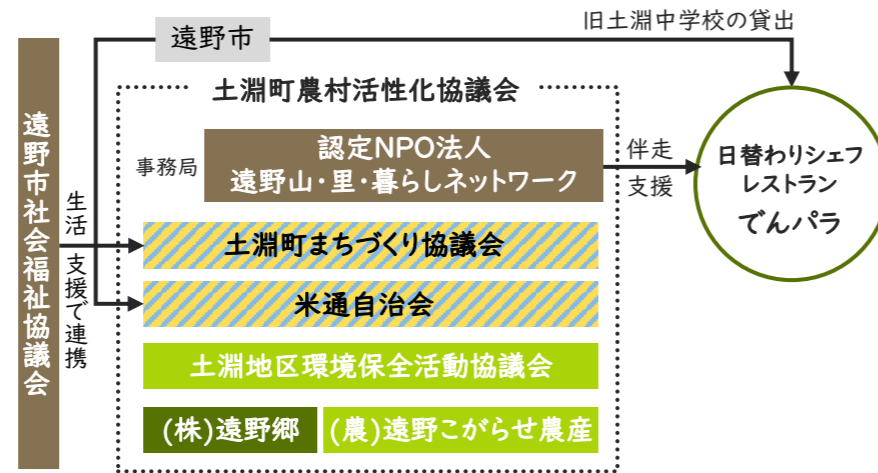 遠野市
旧土淵中学校の貸出
土淵町農村活性化協議会
遠野市社会福祉協議会
生活支援で連携
事務局
認定NPO法人
遠野山・里・暮らしネットワーク
伴走
支援
日替わりシェフ
レストラン
でんパラ
土淵町まちづくり協議会
米通自治会
土淵地区環境保全活動協議会
(株)遠野郷
(農)遠野こがらせ農産